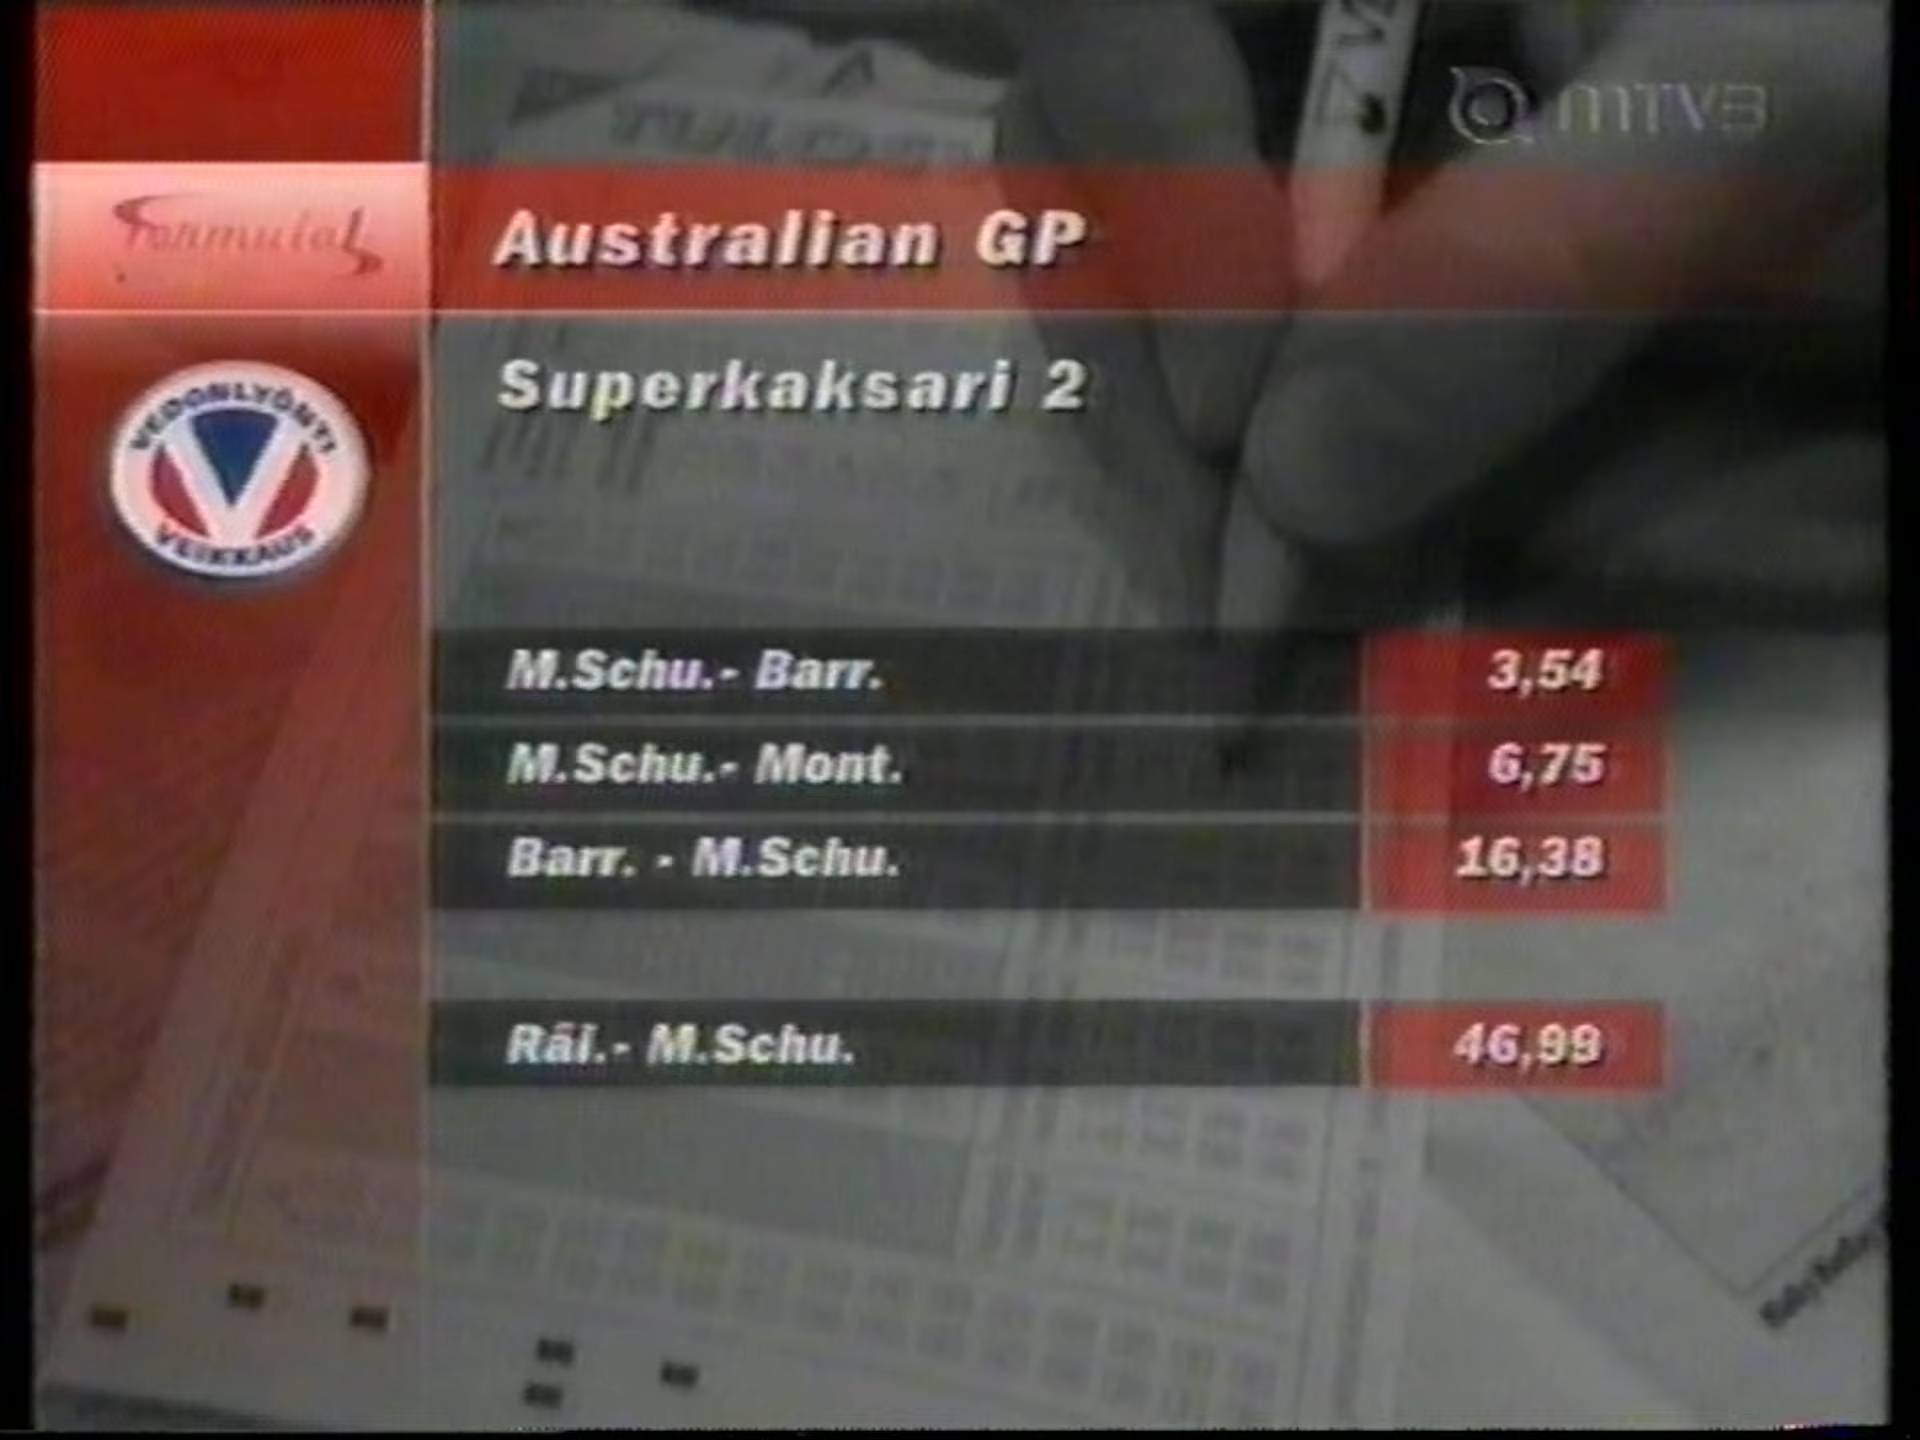 MTV3
Formula1
Australian GP
Superkaksari 2
VEDONLYÖNTI
VEIKKAUS
M.Schu.- Barr. 3,54
M.Schu.- Mont. 6,75
Barr. - M.Schu. 16,38
Räi.- M.Schu. 46,99